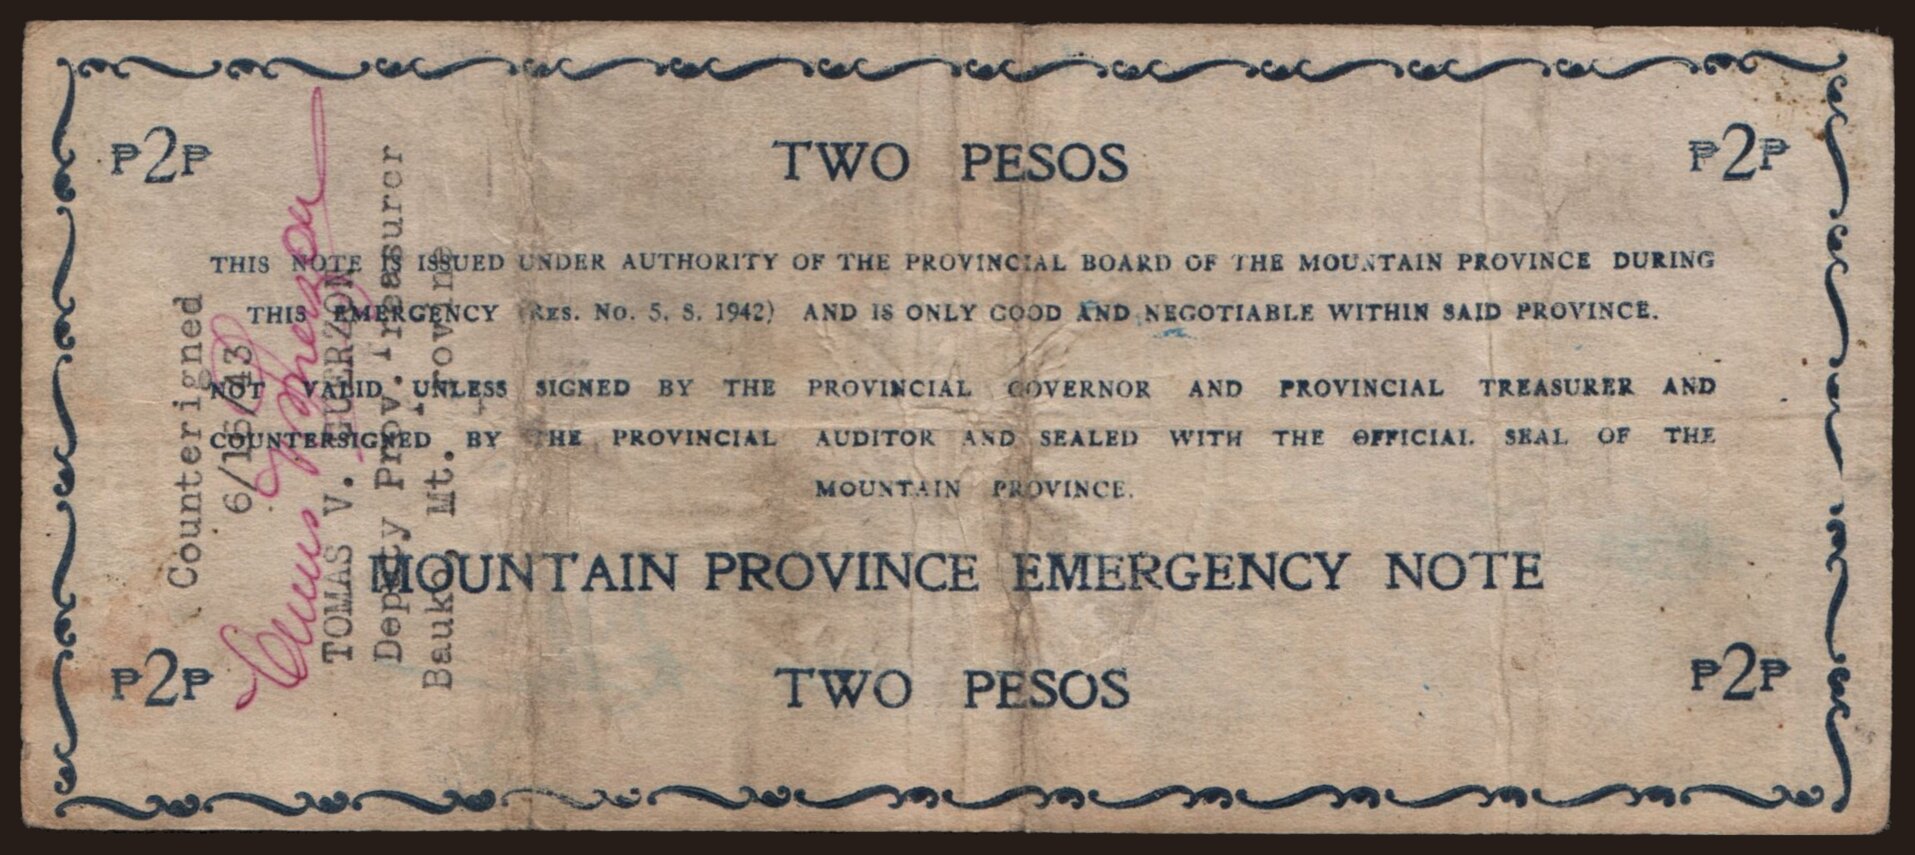 ₱2₱ TWO PESOS ₱2₱
THIS NOTE IS ISSUED UNDER AUTHORITY OF THE PROVINCIAL BOARD OF THE MOUNTAIN PROVINCE DURING
THIS EMERGENCY (RES. NO. 5, S. 1942) AND IS ONLY GOOD AND NEGOTIABLE WITHIN SAID PROVINCE.
NOT VALID UNLESS SIGNED BY THE PROVINCIAL GOVERNOR AND PROVINCIAL TREASURER AND
COUNTERSIGNED BY THE PROVINCIAL AUDITOR AND SEALED WITH THE OFFICIAL SEAL OF THE
MOUNTAIN PROVINCE.
MOUNTAIN PROVINCE EMERGENCY NOTE
₱2₱ TWO PESOS ₱2₱
Counterigned
6/16/43
TOMAS V. GUERZON
Deputy Prov. Treasurer
Bauko, Mt. Province